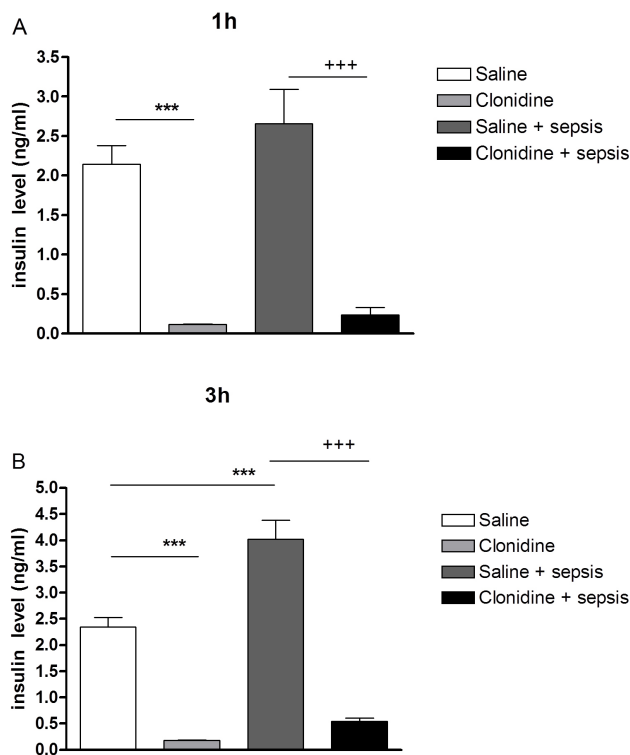 A
1h
insulin level (ng/ml)
3.5
3.0
2.5
2.0
1.5
1.0
0.5
0.0
***
+++
Saline
Clonidine
Saline + sepsis
Clonidine + sepsis
3h
B
insulin level (ng/ml)
5.0
4.5
4.0
3.5
3.0
2.5
2.0
1.5
1.0
0.5
0.0
+++
***
***
Saline
Clonidine
Saline + sepsis
Clonidine + sepsis